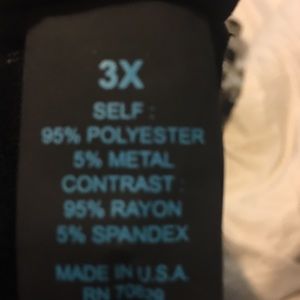 3X
SELF :
95% POLYESTER
5% METAL
CONTRAST :
95% RAYON
5% SPANDEX
MADE IN U.S.A.
RN